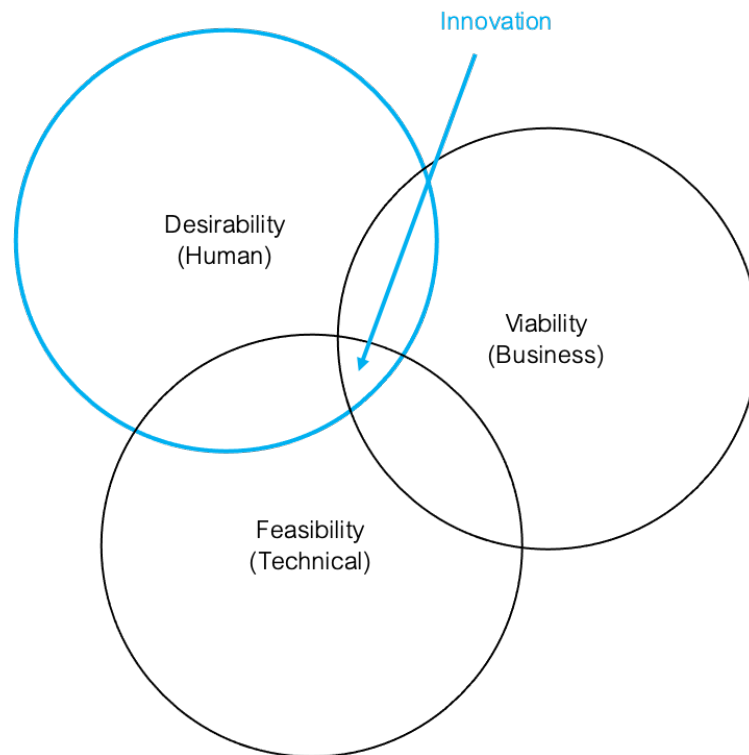 Innovation
Desirability
(Human)
Viability
(Business)
Feasibility
(Technical)